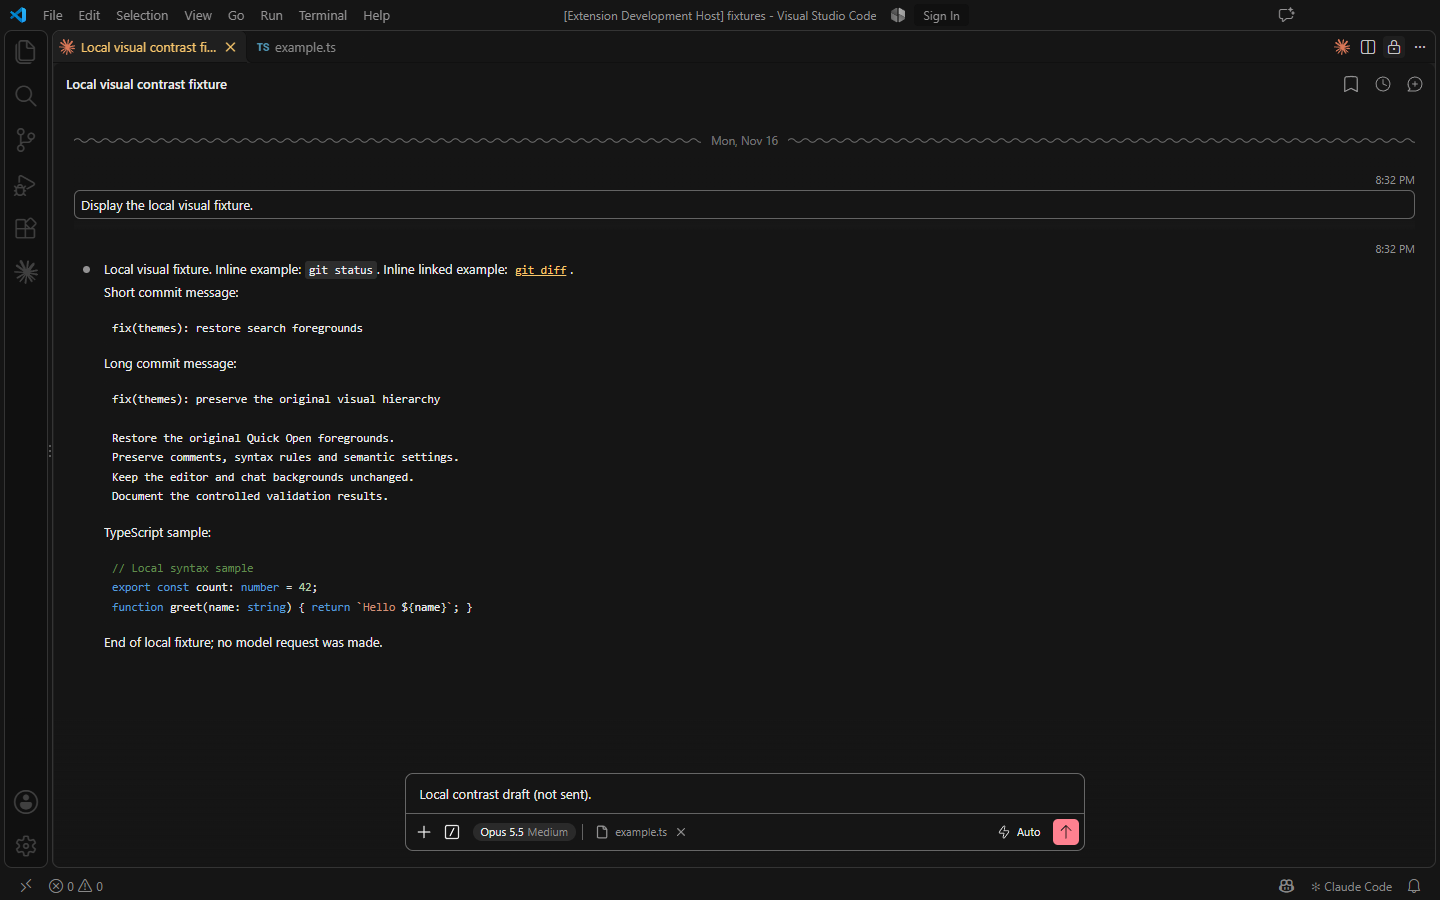 File Edit Selection View Go Run Terminal Help
[Extension Development Host] fixtures - Visual Studio Code
Sign In
Local visual contrast fi...
TS example.ts
Local visual contrast fixture
Mon, Nov 16
8:32 PM
Display the local visual fixture.
8:32 PM
Local visual fixture. Inline example: git status. Inline linked example: git diff.
Short commit message:
fix(themes): restore search foregrounds
Long commit message:
fix(themes): preserve the original visual hierarchy
Restore the original Quick Open foregrounds.
Preserve comments, syntax rules and semantic settings.
Keep the editor and chat backgrounds unchanged.
Document the controlled validation results.
TypeScript sample:
// Local syntax sample
export const count: number = 42;
function greet(name: string) { return `Hello ${name}`; }
End of local fixture; no model request was made.
Local contrast draft (not sent).
Opus 5.5 Medium
example.ts
Auto
0 0
Claude Code